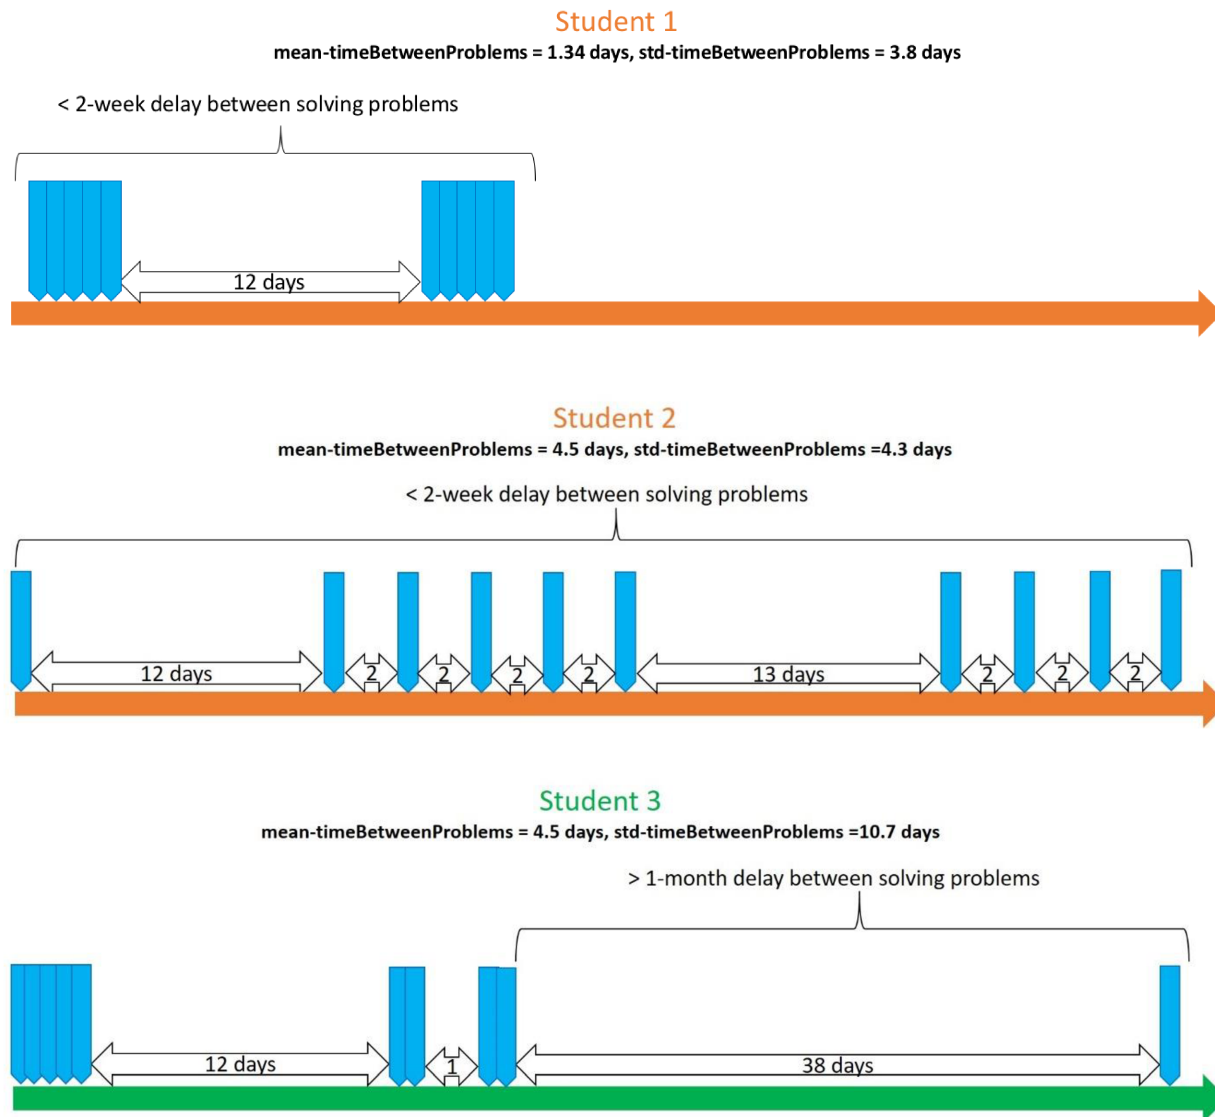 Student 1
mean-timeBetweenProblems = 1.34 days, std-timeBetweenProblems = 3.8 days
< 2-week delay between solving problems
12 days
Student 2
mean-timeBetweenProblems = 4.5 days, std-timeBetweenProblems =4.3 days
< 2-week delay between solving problems
12 days 2 2 2 2 13 days 2 2 2
Student 3
mean-timeBetweenProblems = 4.5 days, std-timeBetweenProblems =10.7 days
> 1-month delay between solving problems
12 days 1 38 days